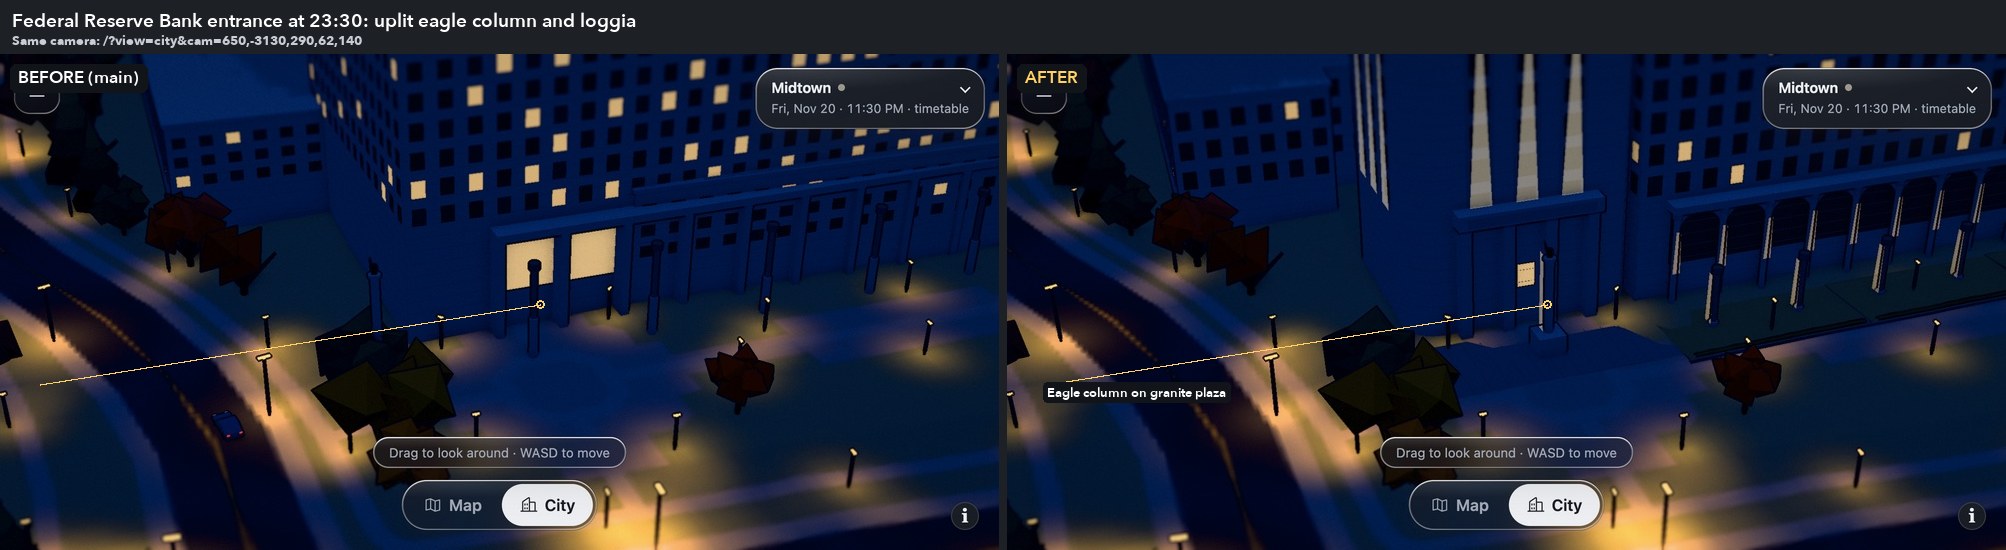 Federal Reserve Bank entrance at 23:30: uplit eagle column and loggia
Same camera: /?view=city&cam=650,-3130,290,62,140
BEFORE (main)
Midtown
Fri, Nov 20 · 11:30 PM · timetable
Drag to look around · WASD to move
Map
City
i
AFTER
Midtown
Fri, Nov 20 · 11:30 PM · timetable
Eagle column on granite plaza
Drag to look around · WASD to move
Map
City
i